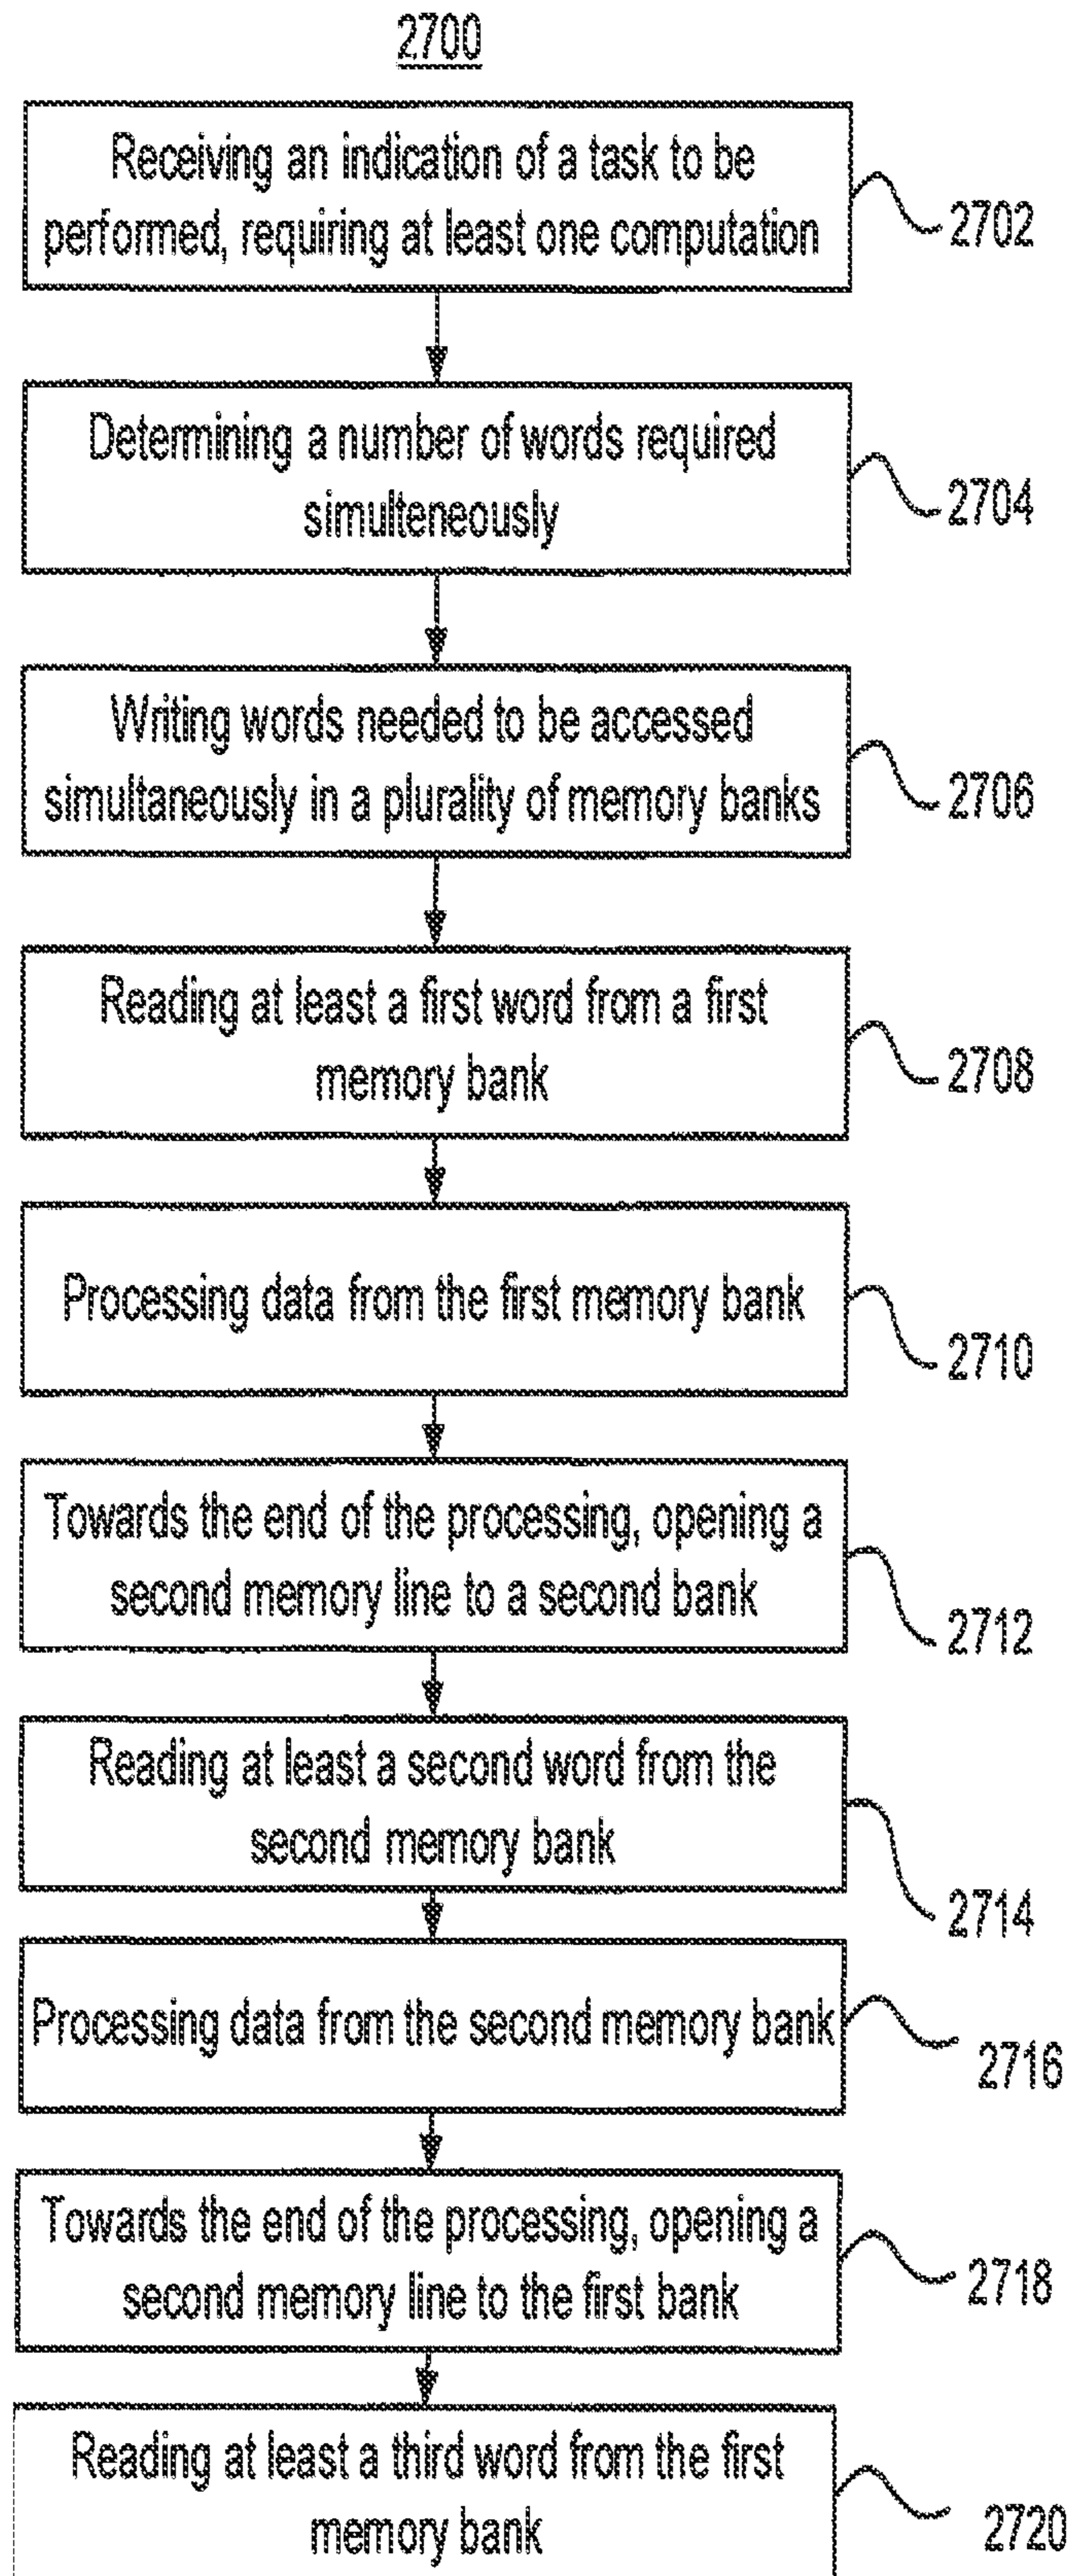 2700
Receiving an indication of a task to be
performed, requiring at least one computation
2702
Determining a number of words required
simulteneously
2704
Writing words needed to be accessed
simultaneously in a plurality of memory banks
2706
Reading at least a first word from a first
memory bank
2708
Processing data from the first memory bank
2710
Towards the end of the processing, opening a
second memory line to a second bank
2712
Reading at least a second word from the
second memory bank
2714
Processing data from the second memory bank
2716
Towards the end of the processing, opening a
second memory line to the first bank
2718
Reading at least a third word from the first
memory bank
2720